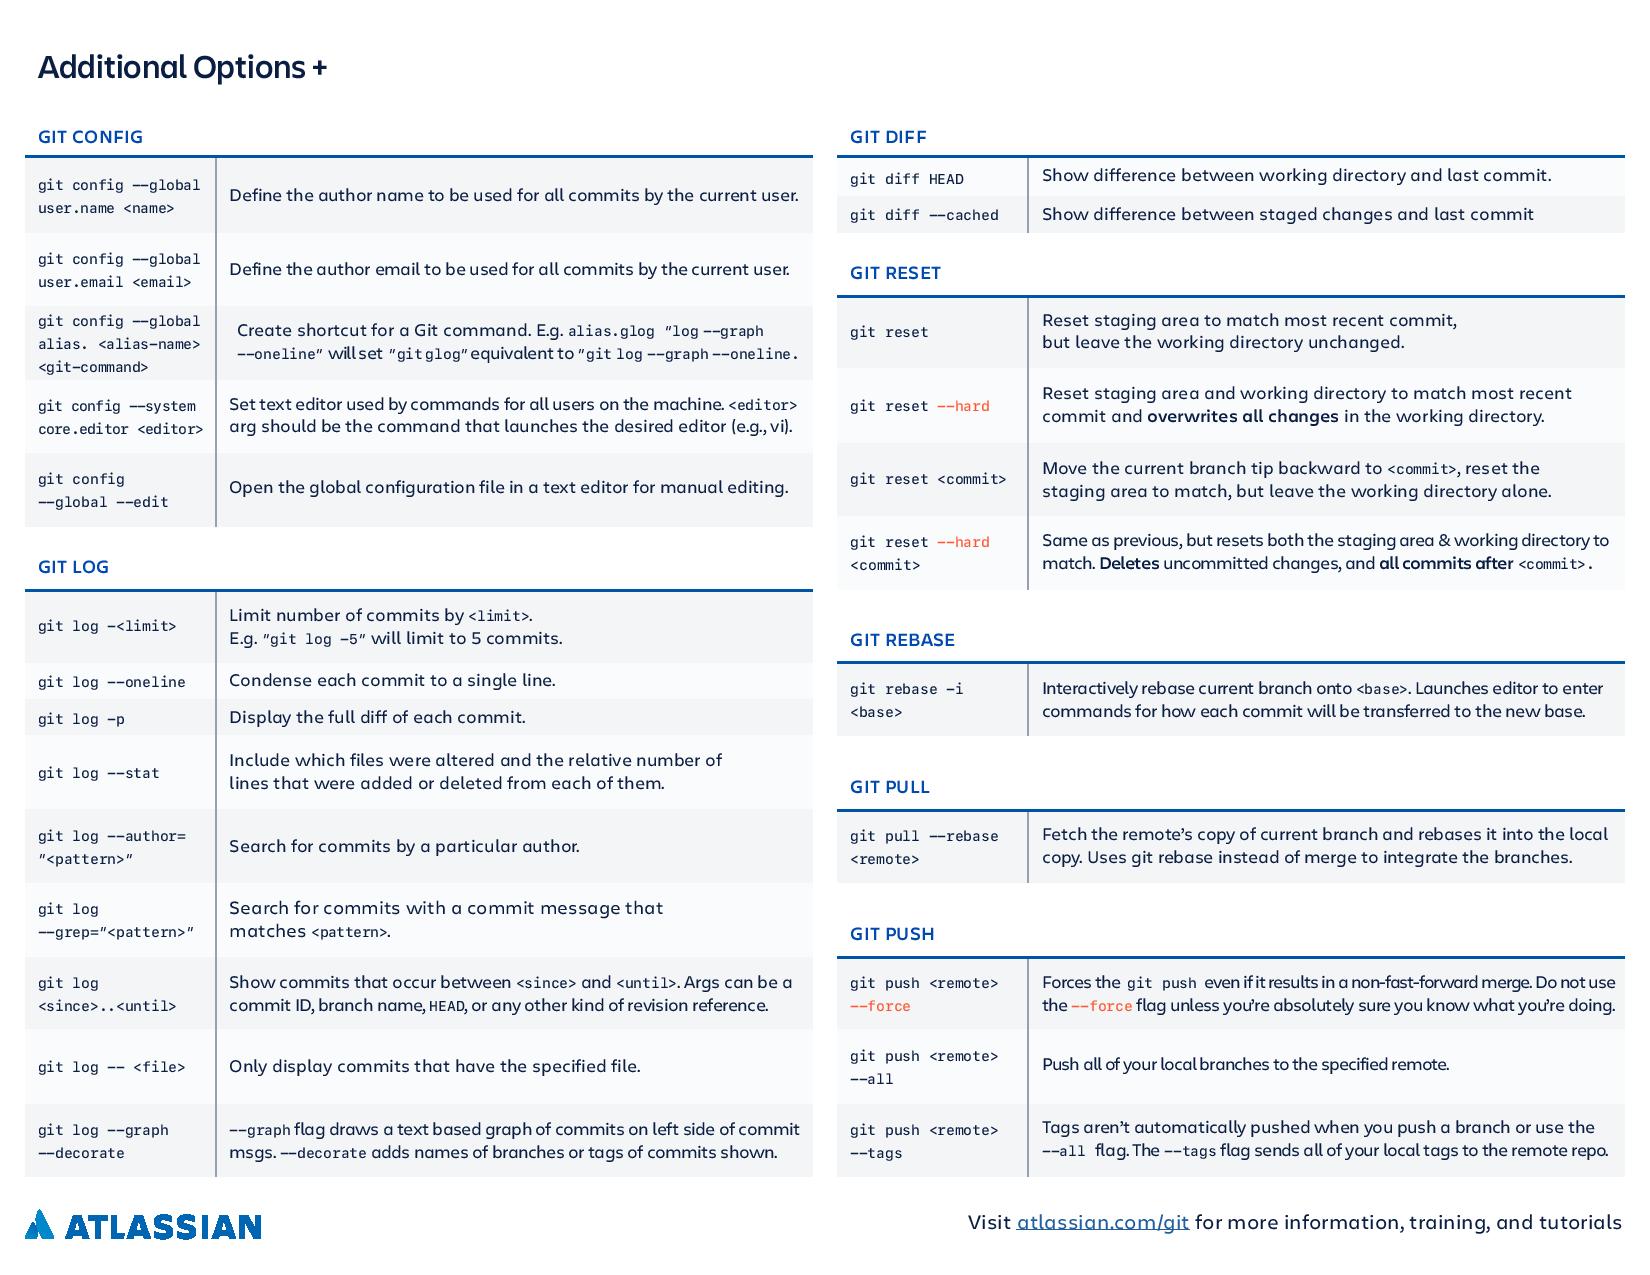 Additional Options +
GIT CONFIG
git config --global
user.name <name>
Define the author name to be used for all commits by the current user.
git config --global
user.email <email>
Define the author email to be used for all commits by the current user.
git config --global
alias. <alias-name>
<git-command>
Create shortcut for a Git command. E.g. alias.glog "log --graph
--oneline" will set "git glog" equivalent to "git log --graph --oneline.
git config --system
core.editor <editor>
Set text editor used by commands for all users on the machine. <editor>
arg should be the command that launches the desired editor (e.g., vi).
git config
--global --edit
Open the global configuration file in a text editor for manual editing.
GIT LOG
git log -<limit>
Limit number of commits by <limit>.
E.g. "git log -5" will limit to 5 commits.
git log --oneline
Condense each commit to a single line.
git log -p
Display the full diff of each commit.
git log --stat
Include which files were altered and the relative number of
lines that were added or deleted from each of them.
git log --author=
"<pattern>"
Search for commits by a particular author.
git log
--grep="<pattern>"
Search for commits with a commit message that
matches <pattern>.
git log
<since>..<until>
Show commits that occur between <since> and <until>. Args can be a
commit ID, branch name, HEAD, or any other kind of revision reference.
git log -- <file>
Only display commits that have the specified file.
git log --graph
--decorate
--graph flag draws a text based graph of commits on left side of commit
msgs. --decorate adds names of branches or tags of commits shown.
GIT DIFF
git diff HEAD
Show difference between working directory and last commit.
git diff --cached
Show difference between staged changes and last commit
GIT RESET
git reset
Reset staging area to match most recent commit,
but leave the working directory unchanged.
git reset --hard
Reset staging area and working directory to match most recent
commit and overwrites all changes in the working directory.
git reset <commit>
Move the current branch tip backward to <commit>, reset the
staging area to match, but leave the working directory alone.
git reset --hard
<commit>
Same as previous, but resets both the staging area & working directory to
match. Deletes uncommitted changes, and all commits after <commit>.
GIT REBASE
git rebase -i
<base>
Interactively rebase current branch onto <base>. Launches editor to enter
commands for how each commit will be transferred to the new base.
GIT PULL
git pull --rebase
<remote>
Fetch the remote's copy of current branch and rebases it into the local
copy. Uses git rebase instead of merge to integrate the branches.
GIT PUSH
git push <remote>
--force
Forces the git push even if it results in a non-fast-forward merge. Do not use
the --force flag unless you're absolutely sure you know what you're doing.
git push <remote>
--all
Push all of your local branches to the specified remote.
git push <remote>
--tags
Tags aren't automatically pushed when you push a branch or use the
--all flag. The --tags flag sends all of your local tags to the remote repo.
ATLASSIAN
Visit atlassian.com/git for more information, training, and tutorials